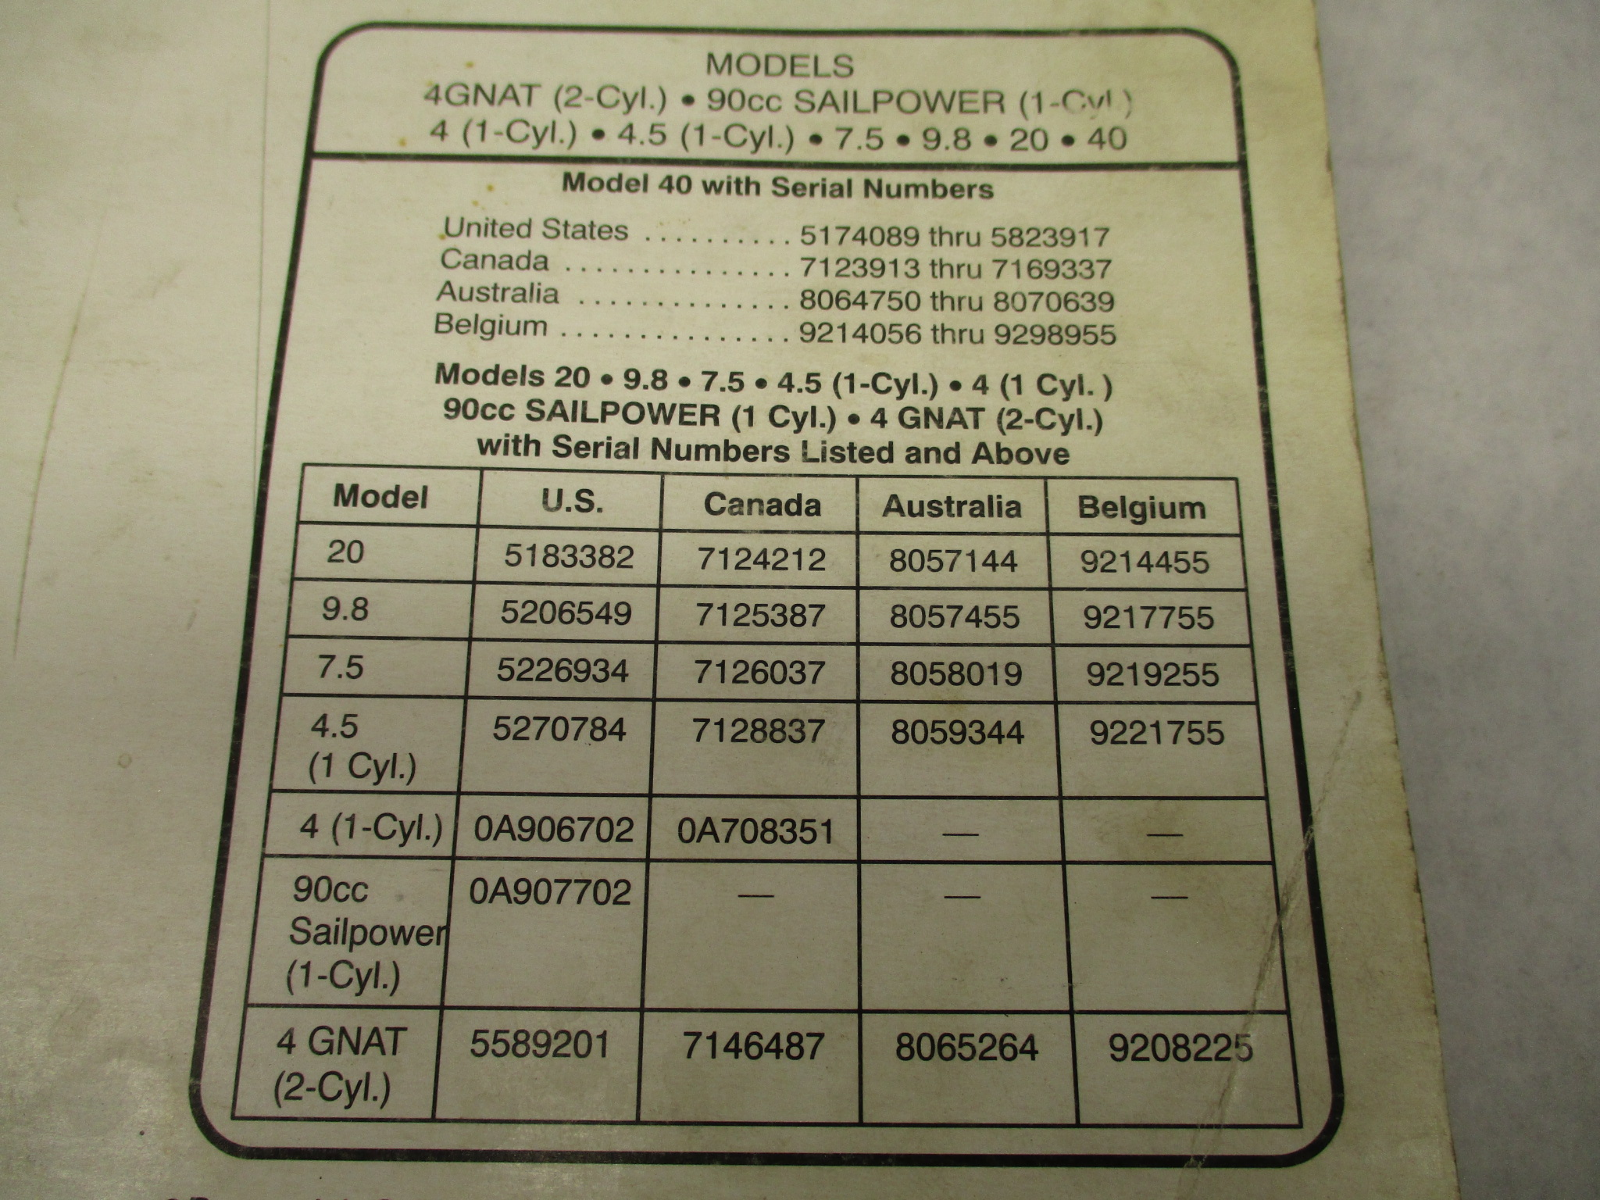 MODELS
4GNAT (2-Cyl.) • 90cc SAILPOWER (1-Cyl.)
4 (1-Cyl.) • 4.5 (1-Cyl.) • 7.5 • 9.8 • 20 • 40
Model 40 with Serial Numbers
United States .......... 5174089 thru 5823917
Canada ............... 7123913 thru 7169337
Australia .............. 8064750 thru 8070639
Belgium ............... 9214056 thru 9298955
Models 20 • 9.8 • 7.5 • 4.5 (1-Cyl.) • 4 (1 Cyl. )
90cc SAILPOWER (1 Cyl.) • 4 GNAT (2-Cyl.)
with Serial Numbers Listed and Above
Model U.S. Canada Australia Belgium
20 5183382 7124212 8057144 9214455
9.8 5206549 7125387 8057455 9217755
7.5 5226934 7126037 8058019 9219255
4.5 5270784 7128837 8059344 9221755
(1 Cyl.)
4 (1-Cyl.) 0A906702 0A708351 — —
90cc 0A907702 — — —
Sailpower
(1-Cyl.)
4 GNAT 5589201 7146487 8065264 9208225
(2-Cyl.)